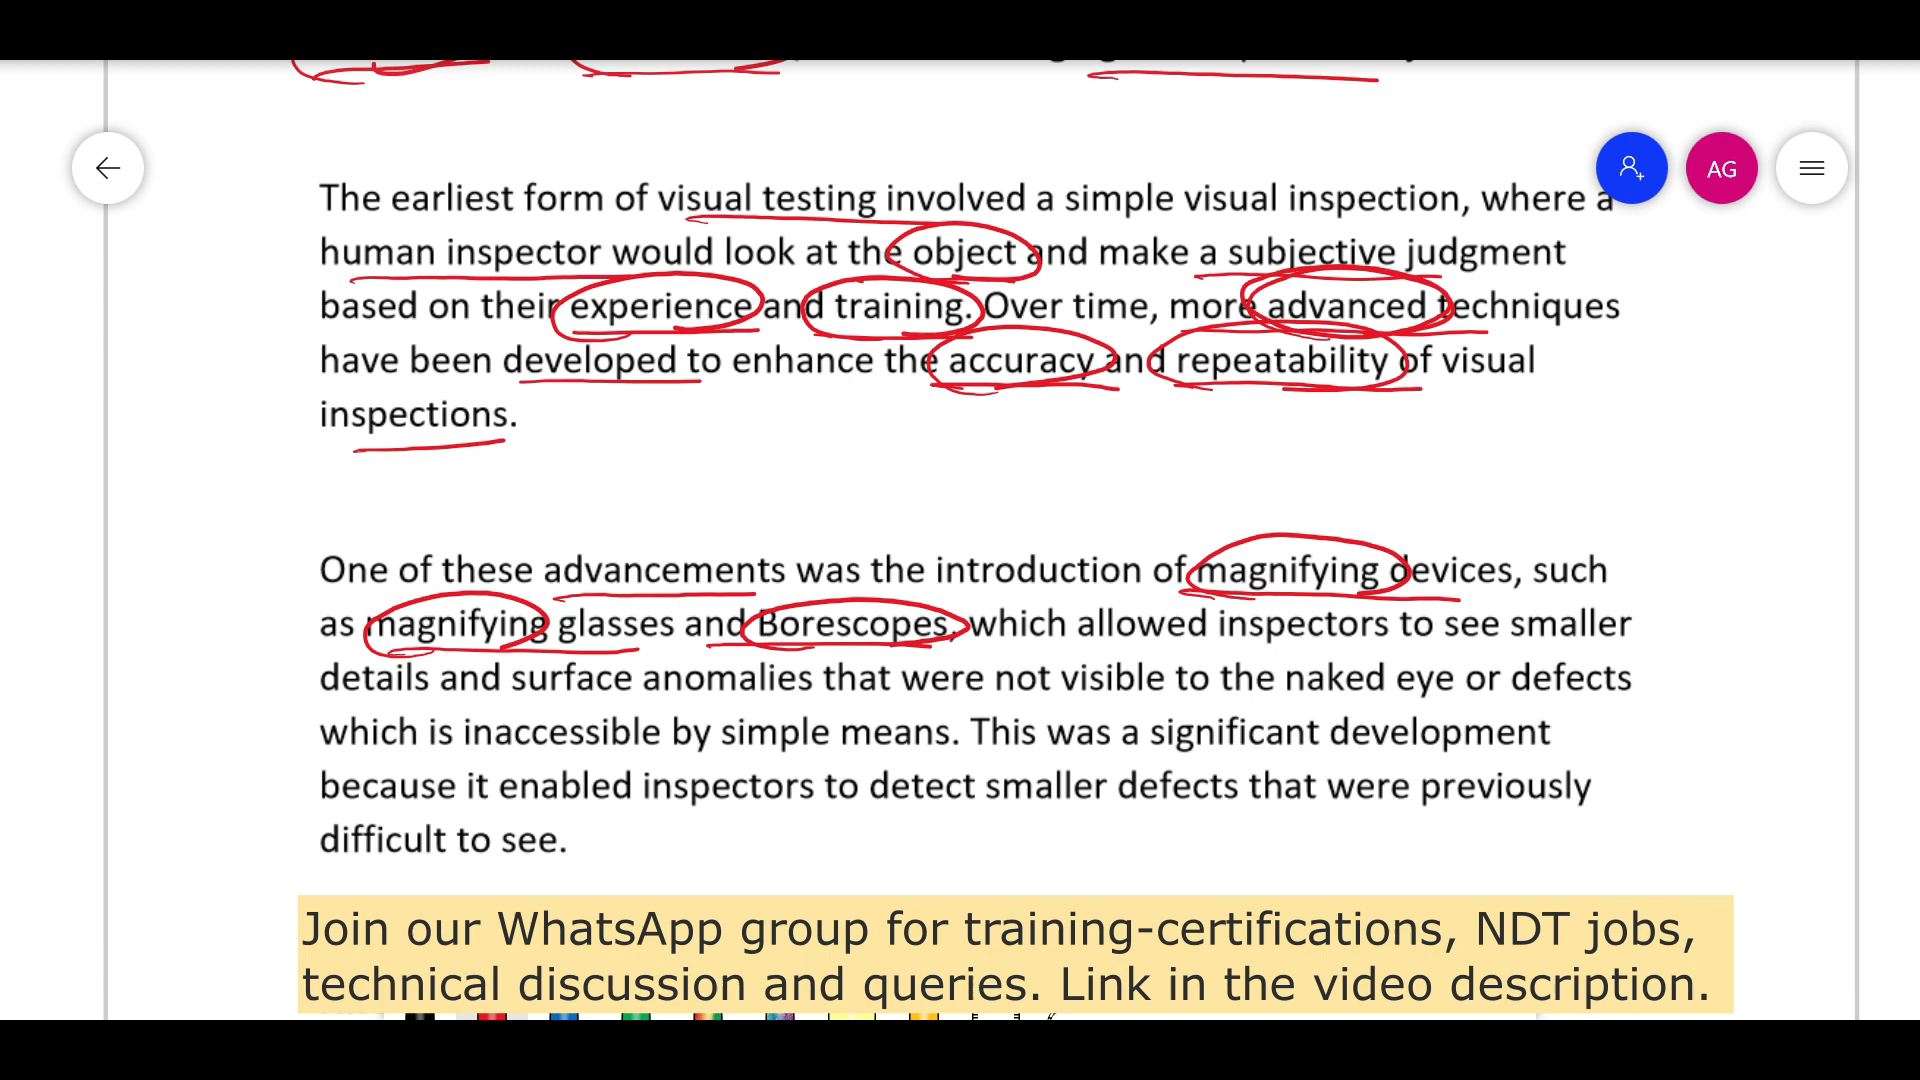 AG
The earliest form of visual testing involved a simple visual inspection, where a
human inspector would look at the object and make a subjective judgment
based on their experience and training. Over time, more advanced techniques
have been developed to enhance the accuracy and repeatability of visual
inspections.
One of these advancements was the introduction of magnifying devices, such
as magnifying glasses and Borescopes, which allowed inspectors to see smaller
details and surface anomalies that were not visible to the naked eye or defects
which is inaccessible by simple means. This was a significant development
because it enabled inspectors to detect smaller defects that were previously
difficult to see.
Join our WhatsApp group for training-certifications, NDT jobs,
technical discussion and queries. Link in the video description.